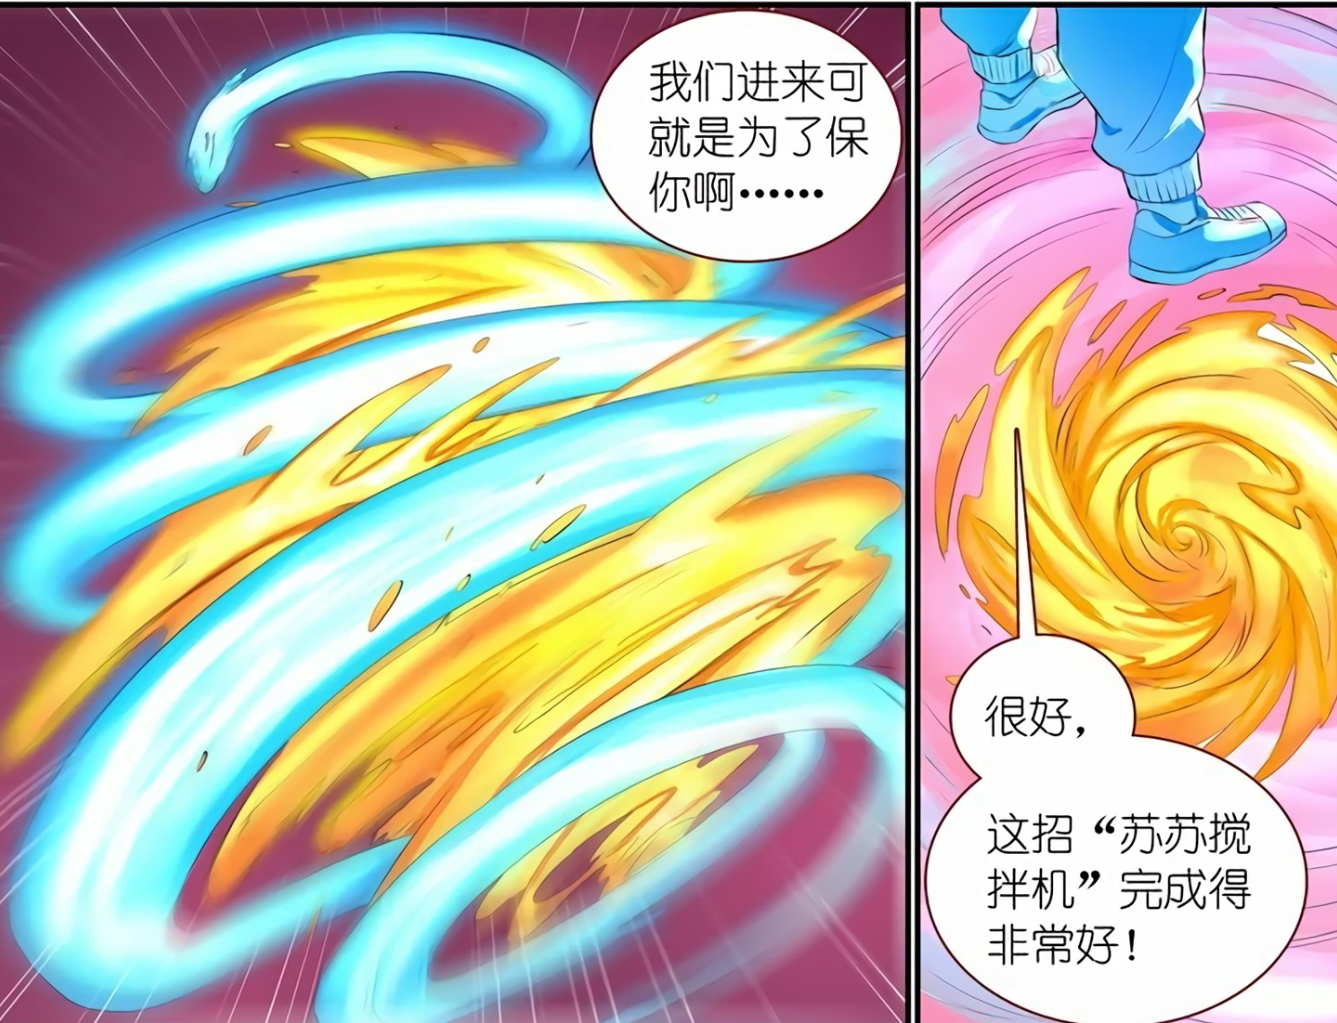 我们进来可
就是为了保
你啊……
很好，
这招“苏苏搅
拌机”完成得
非常好！